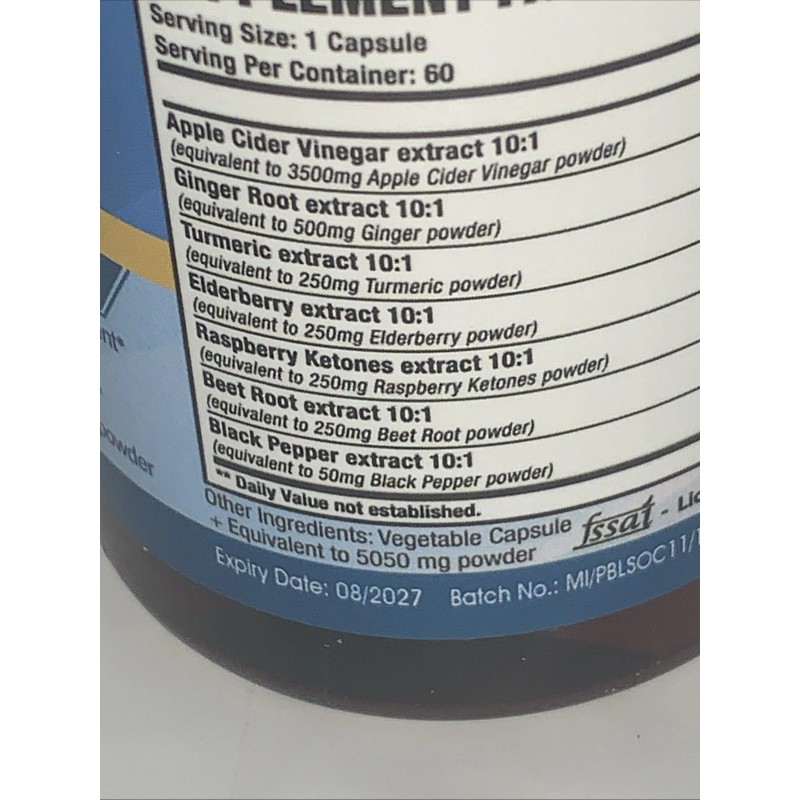 Serving Size: 1 Capsule
Serving Per Container: 60
Apple Cider Vinegar extract 10:1
(equivalent to 3500mg Apple Cider Vinegar powder)
Ginger Root extract 10:1
(equivalent to 500mg Ginger powder)
Turmeric extract 10:1
(equivalent to 250mg Turmeric powder)
Elderberry extract 10:1
(equivalent to 250mg Elderberry powder)
Raspberry Ketones extract 10:1
(equivalent to 250mg Raspberry Ketones powder)
Beet Root extract 10:1
(equivalent to 250mg Beet Root powder)
Black Pepper extract 10:1
(equivalent to 50mg Black Pepper powder)
** Daily Value not established.
Other Ingredients: Vegetable Capsule
+ Equivalent to 5050 mg powder
fssai
Expiry Date: 08/2027 Batch No.: MI/PBLSOC11/
powder